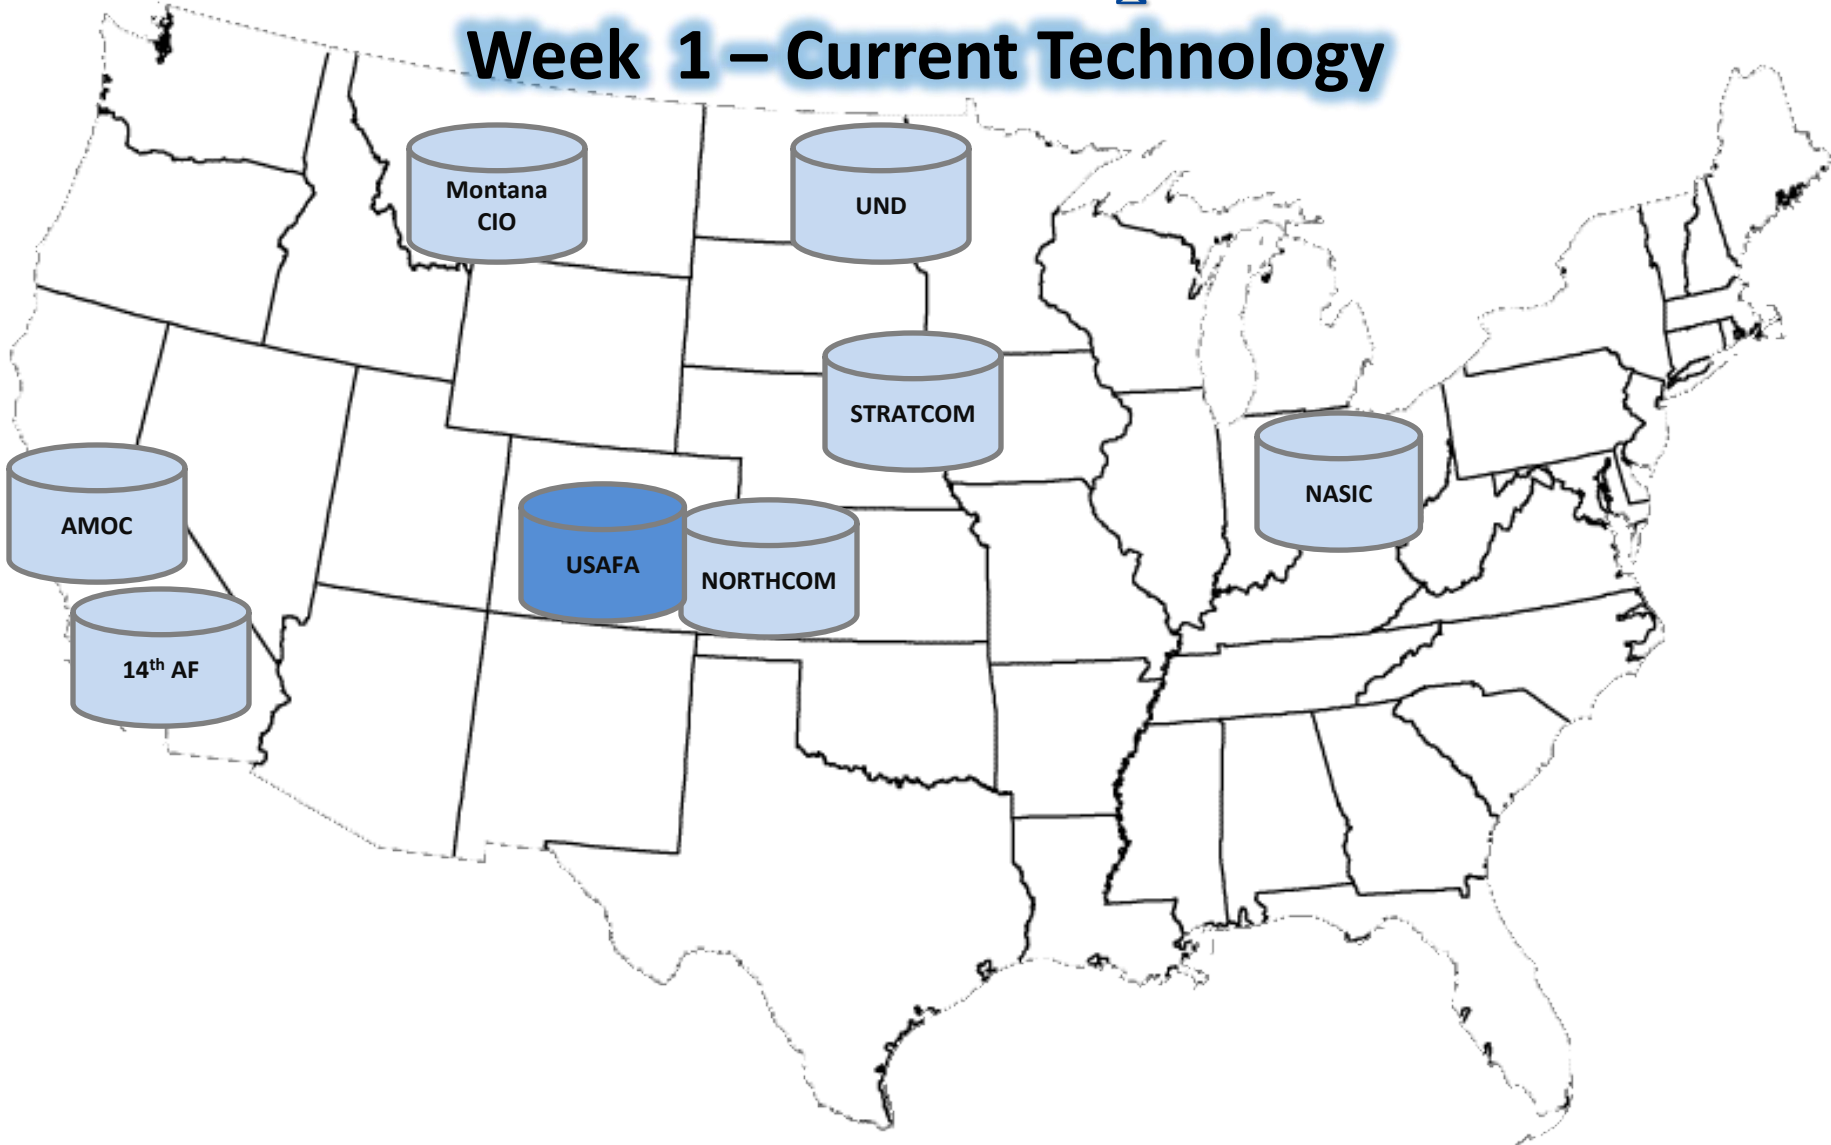 Week 1 – Current Technology
Montana
CIO
UND
STRATCOM
NASIC
AMOC
USAFA
NORTHCOM
14th AF